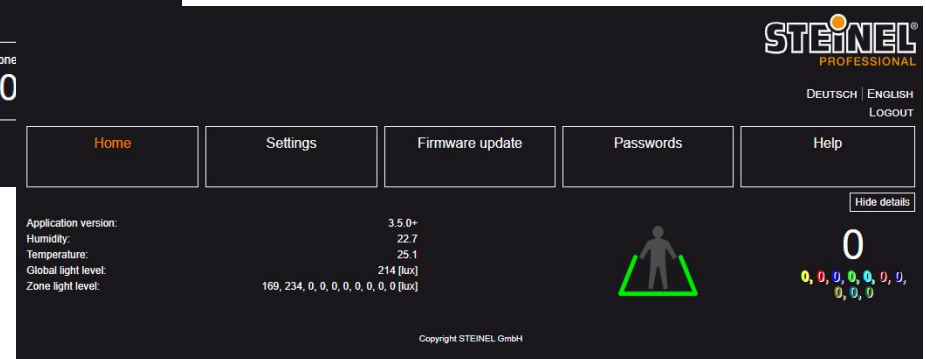 one
0
STEINEL®
PROFESSIONAL
DEUTSCH | ENGLISH
LOGOUT
Home Settings Firmware update Passwords Help
Hide details
Application version: 3.5.0+
Humidity: 22.7
Temperature: 25.1
Global light level: 214 [lux]
Zone light level: 169, 234, 0, 0, 0, 0, 0, 0, 0, 0 [lux]
0
0, 0, 0, 0, 0, 0, 0,
0, 0, 0
Copyright STEINEL GmbH